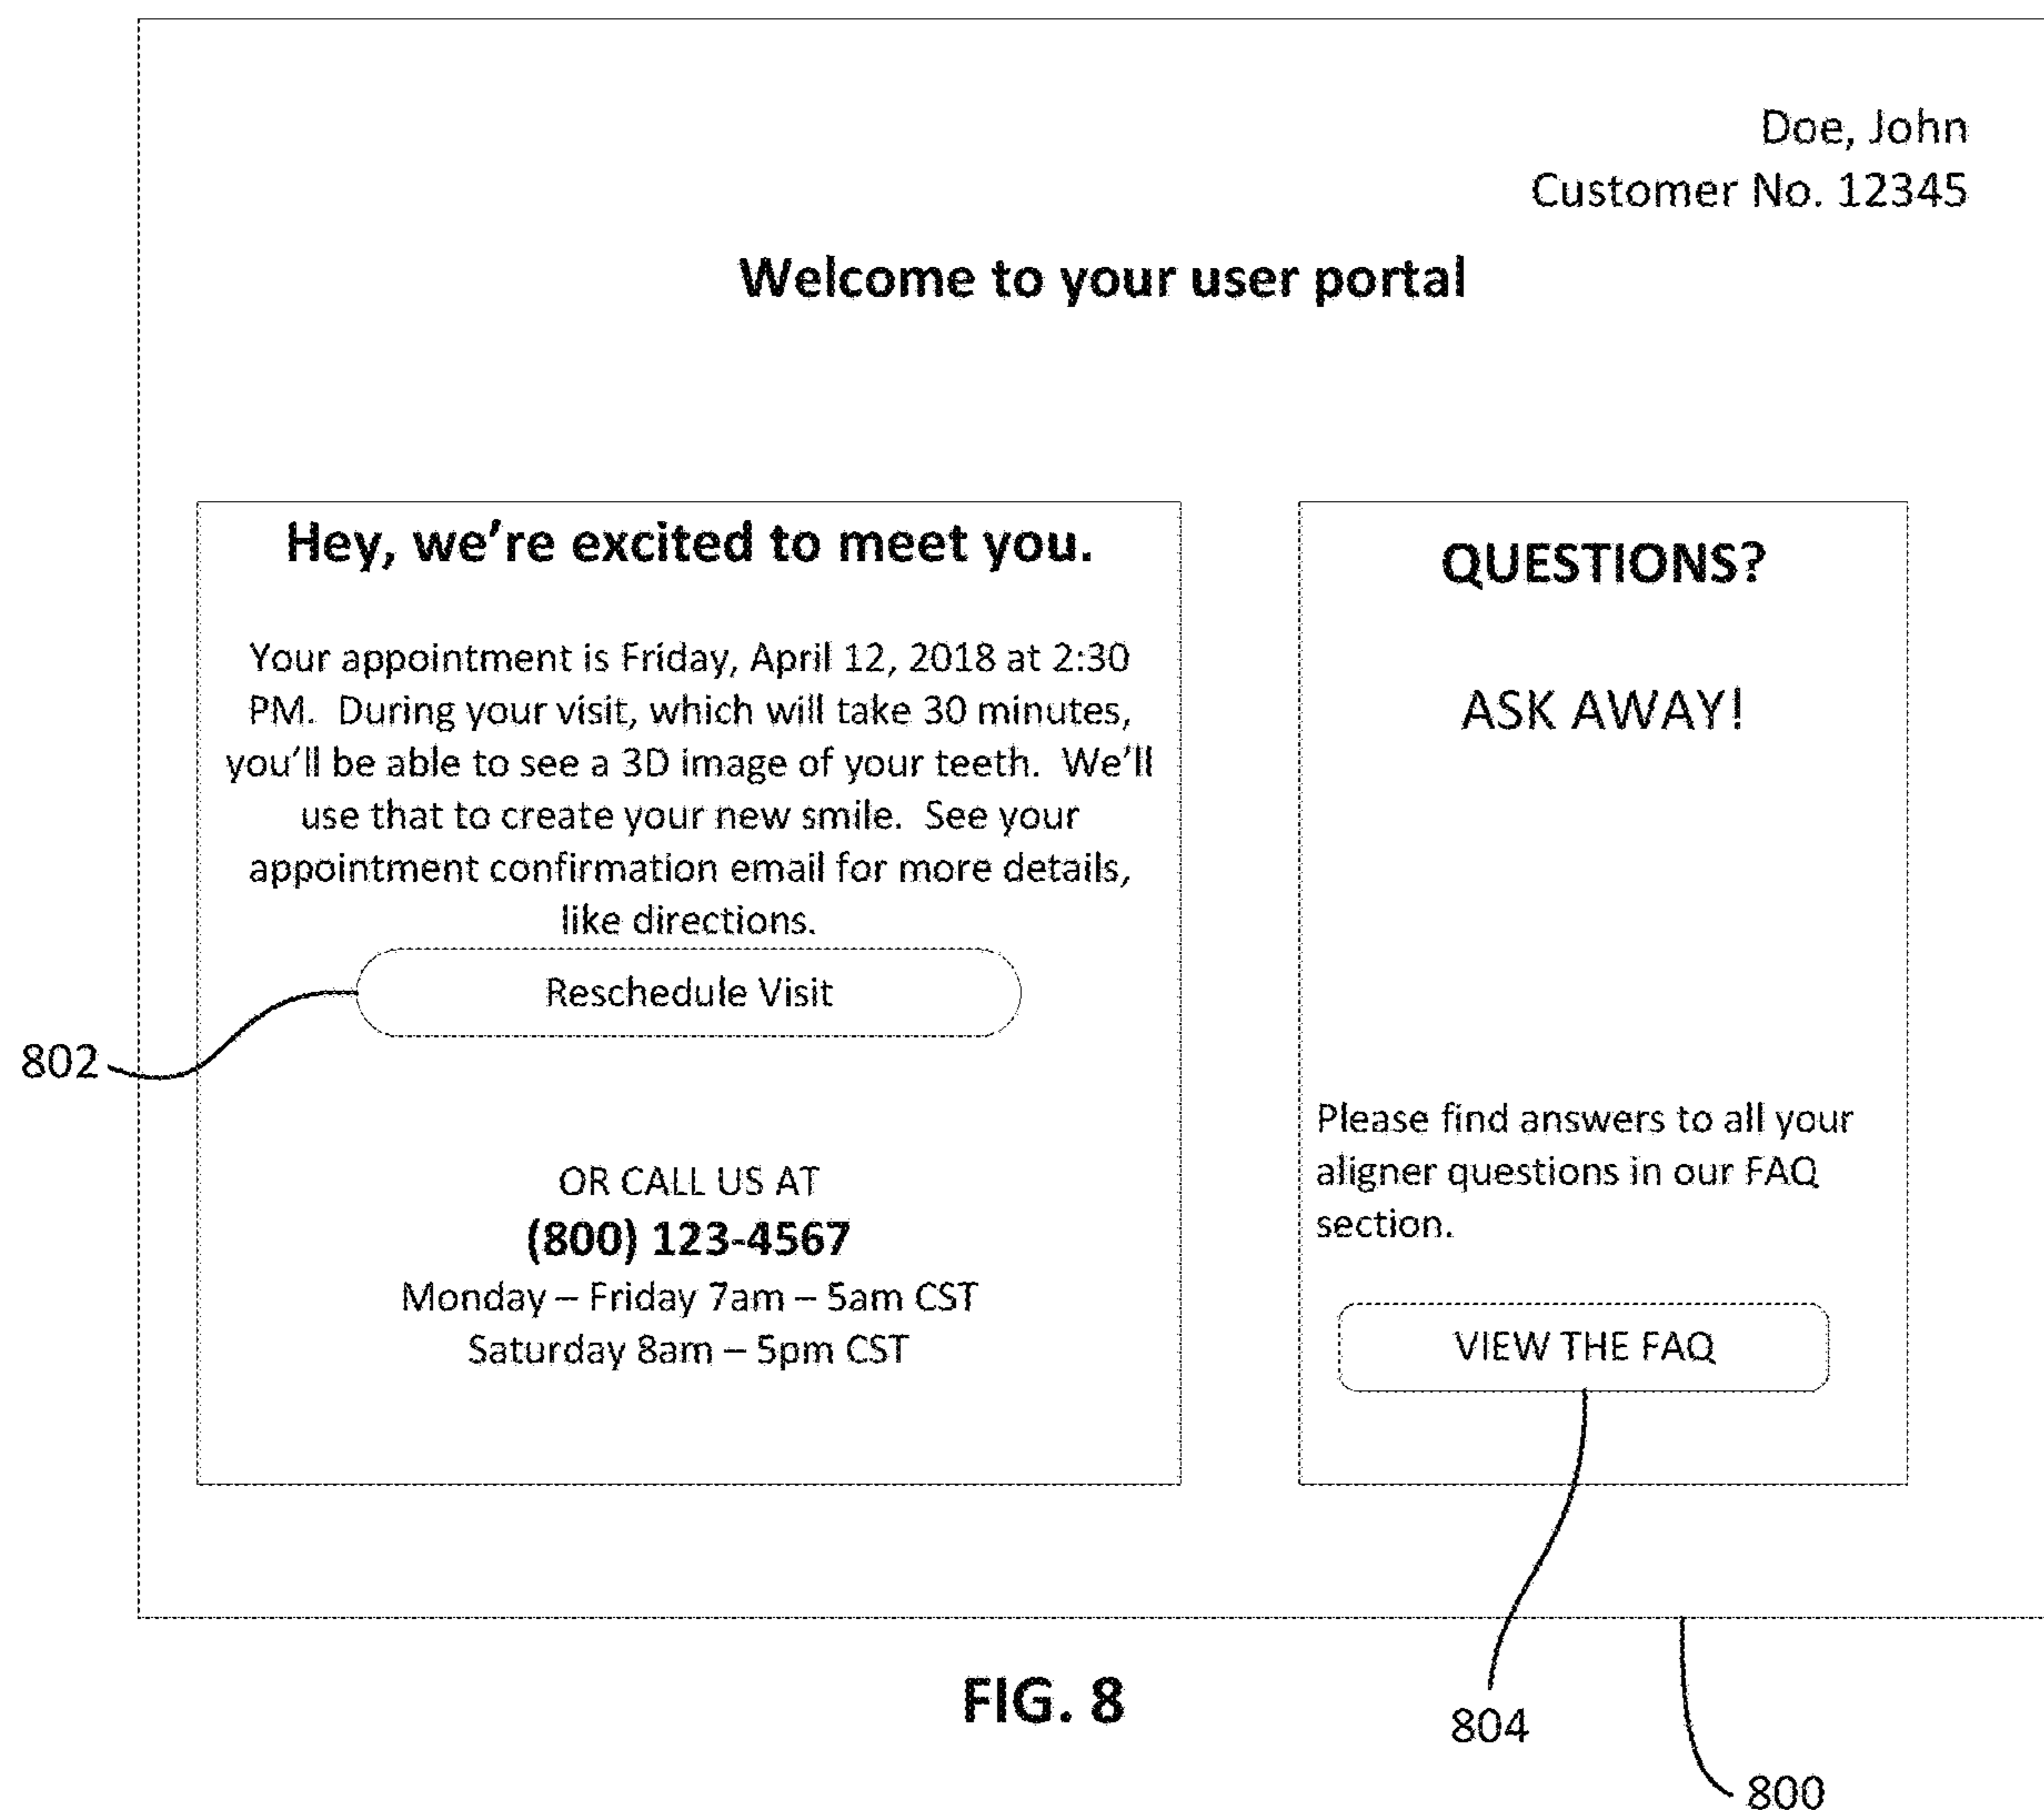 Doe, John
Customer No. 12345
Welcome to your user portal
Hey, we're excited to meet you.
Your appointment is Friday, April 12, 2018 at 2:30
PM.  During your visit, which will take 30 minutes,
you'll be able to see a 3D image of your teeth.  We'll
use that to create your new smile.  See your
appointment confirmation email for more details,
like directions.
Reschedule Visit
802
OR CALL US AT
(800) 123-4567
Monday – Friday 7am – 5am CST
Saturday 8am – 5pm CST
QUESTIONS?
ASK AWAY!
Please find answers to all your
aligner questions in our FAQ
section.
VIEW THE FAQ
FIG. 8
804
800